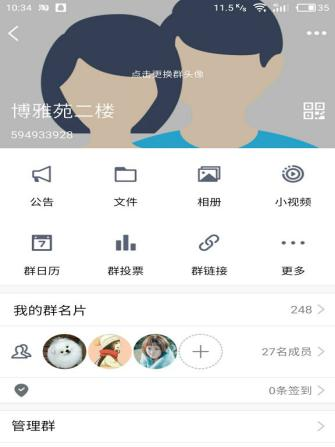 10:34 11.5 K/s 35
点击更换群头像
博雅苑二楼
594933928
公告 文件 相册 小视频
7
群日历 群投票 群链接 更多
我的群名片 248
27名成员
0条签到
管理群